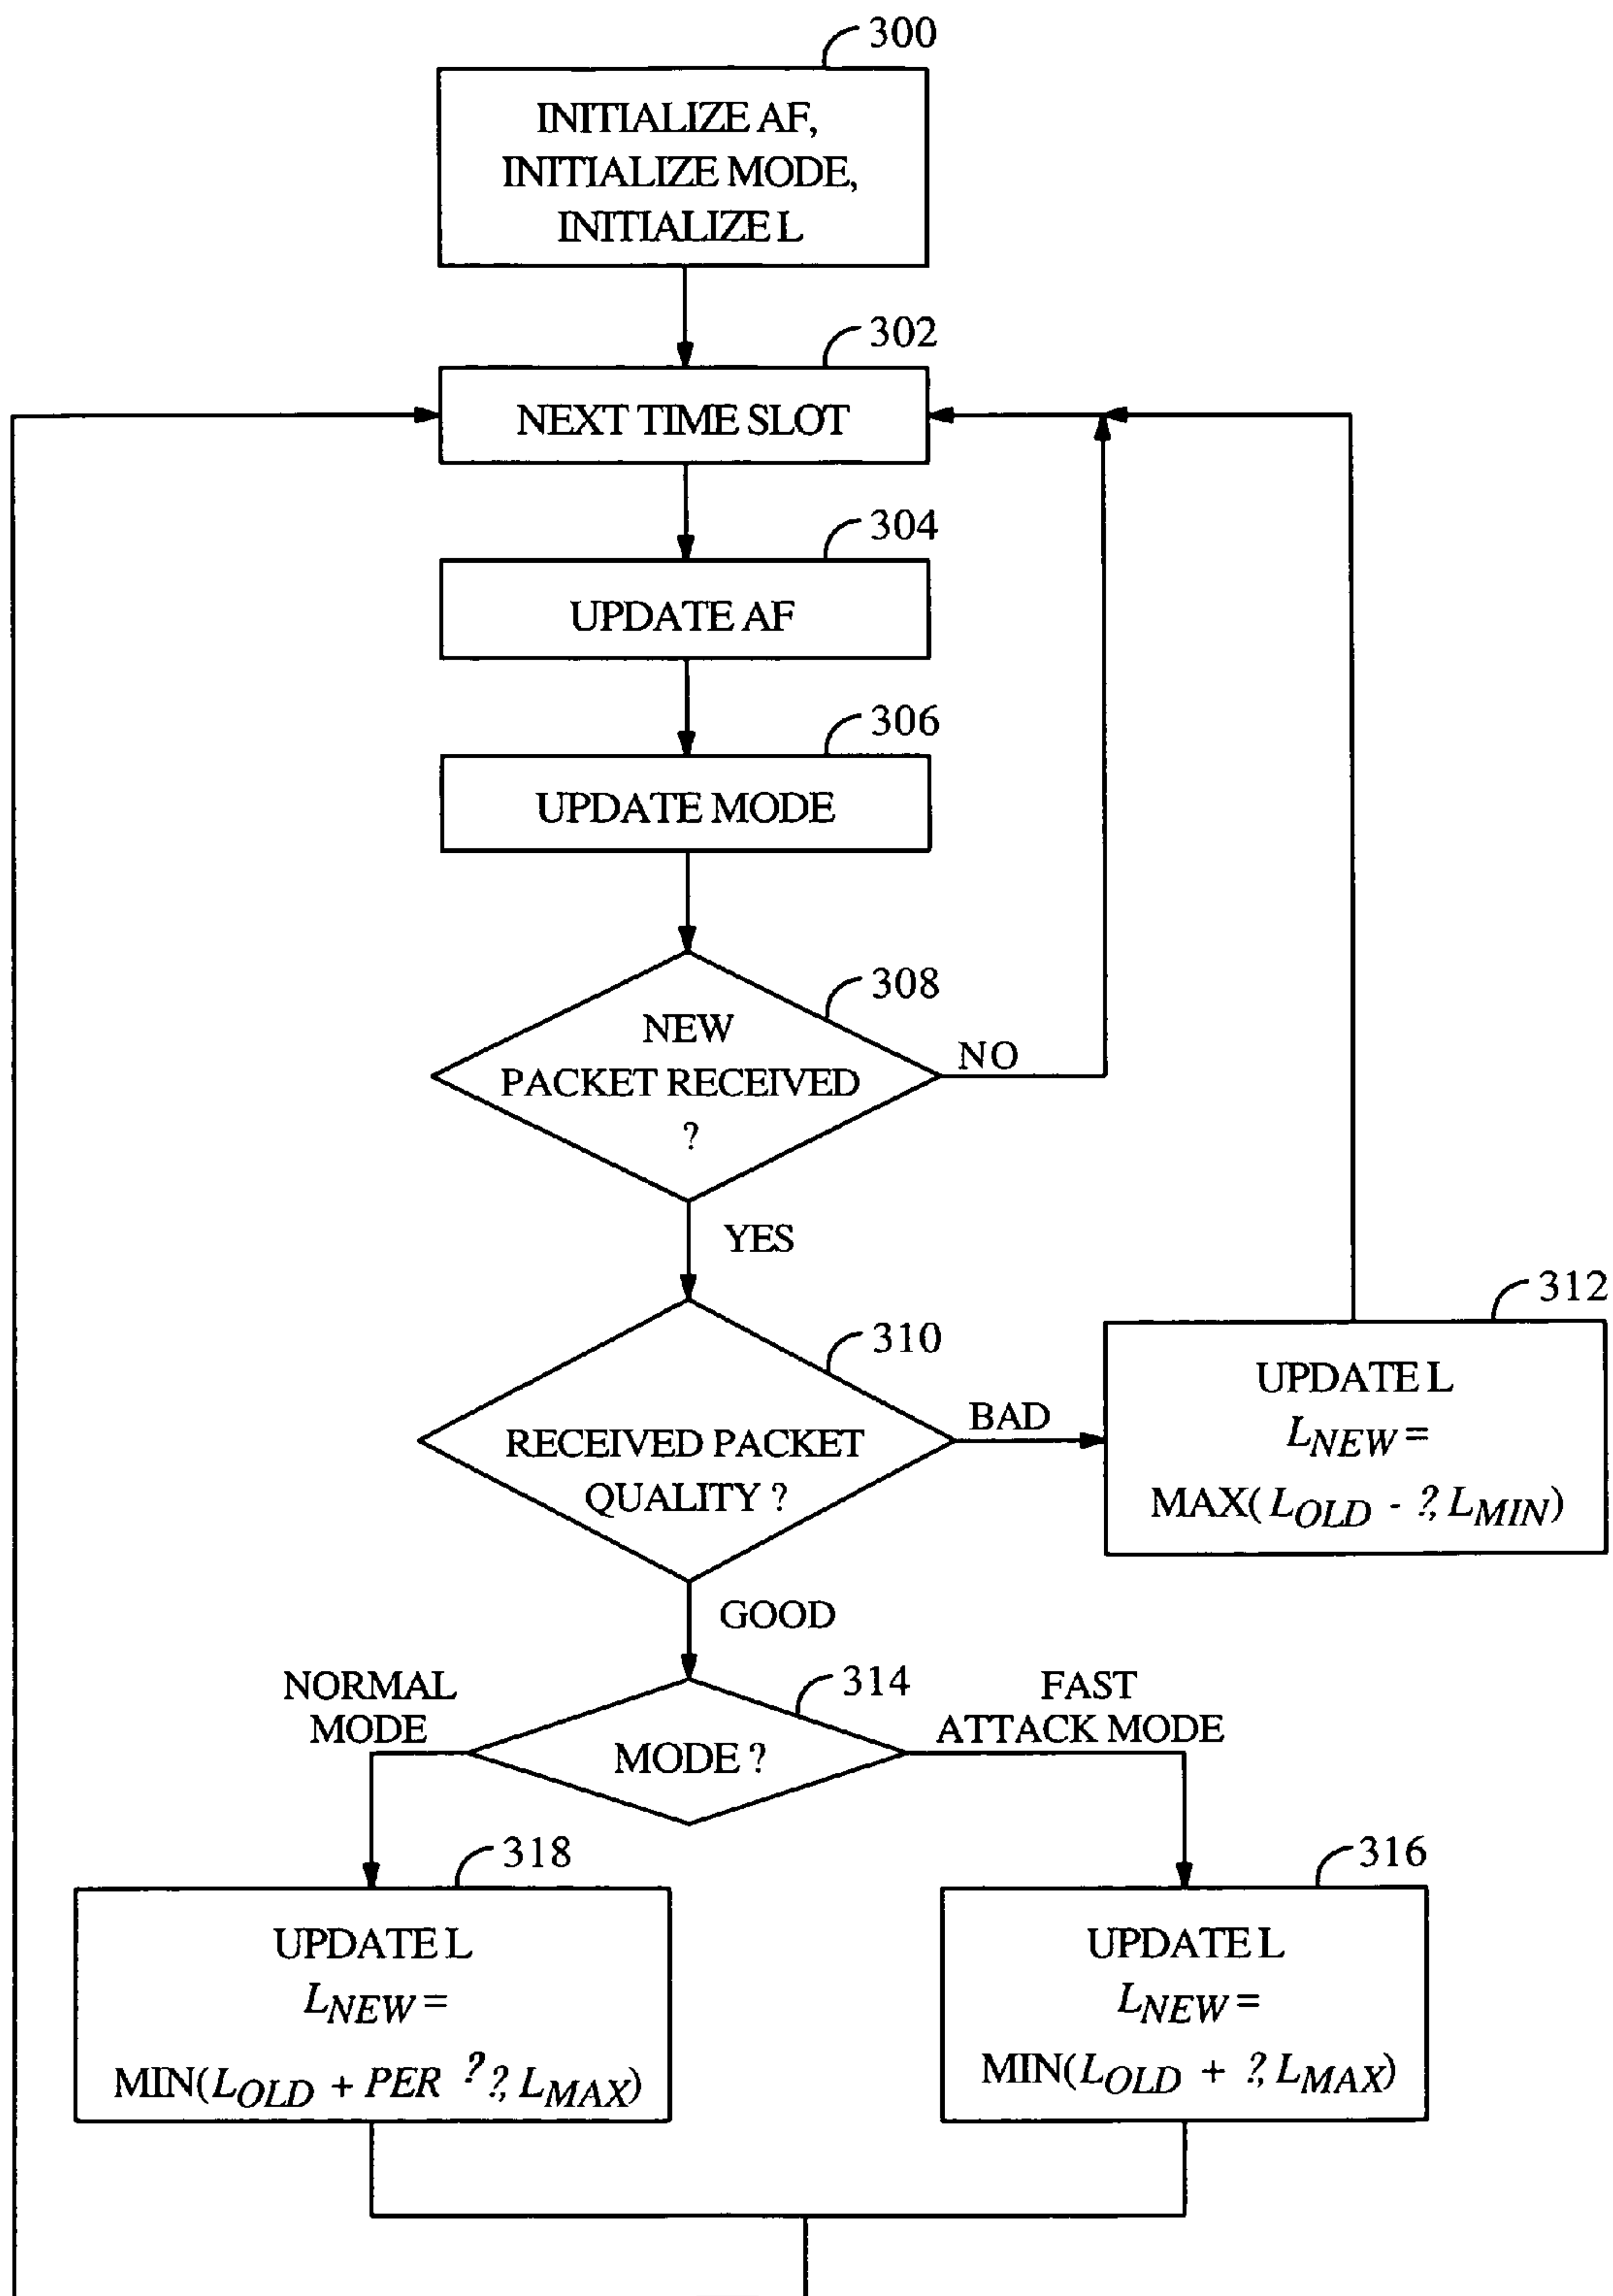 300
INITIALIZE AF,
INITIALIZE MODE,
INITIALIZE L
302
NEXT TIME SLOT
304
UPDATE AF
306
UPDATE MODE
308
NEW
PACKET RECEIVED
?
NO
YES
310
RECEIVED PACKET
QUALITY ?
BAD
312
UPDATE L
LNEW =
MAX( LOLD - ?, LMIN)
GOOD
314
MODE ?
NORMAL
MODE
FAST
ATTACK MODE
318
UPDATE L
LNEW =
MIN(LOLD + PER ? ?, LMAX)
316
UPDATE L
LNEW =
MIN(LOLD + ?, LMAX)